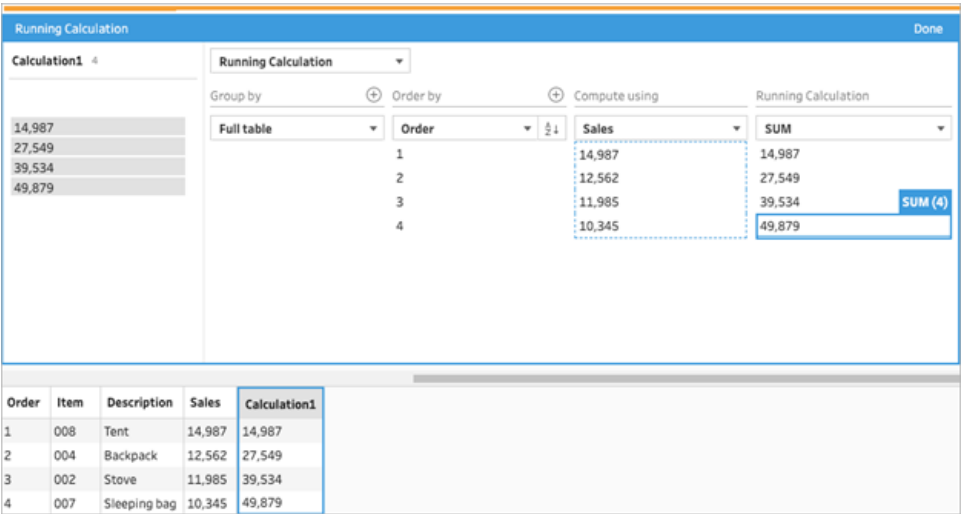 Running Calculation Done
Calculation1 4
Running Calculation
Group by Order by Compute using Running Calculation
Full table Order Sales SUM
14,987
27,549
39,534
49,879
1 14,987 14,987
2 12,562 27,549
3 11,985 39,534 SUM (4)
4 10,345 49,879
Order Item Description Sales Calculation1
1 008 Tent 14,987 14,987
2 004 Backpack 12,562 27,549
3 002 Stove 11,985 39,534
4 007 Sleeping bag 10,345 49,879